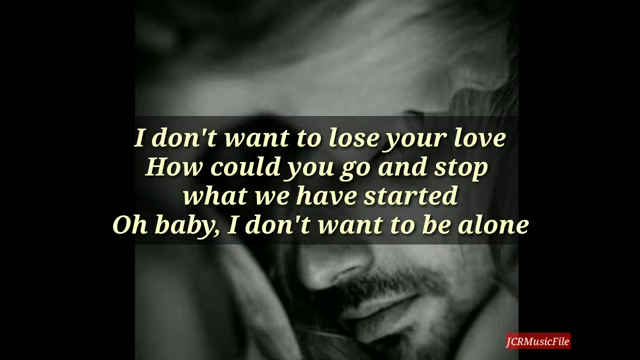 I don't want to lose your love
How could you go and stop
what we have started
Oh baby, I don't want to be alone
JCRMusicFile